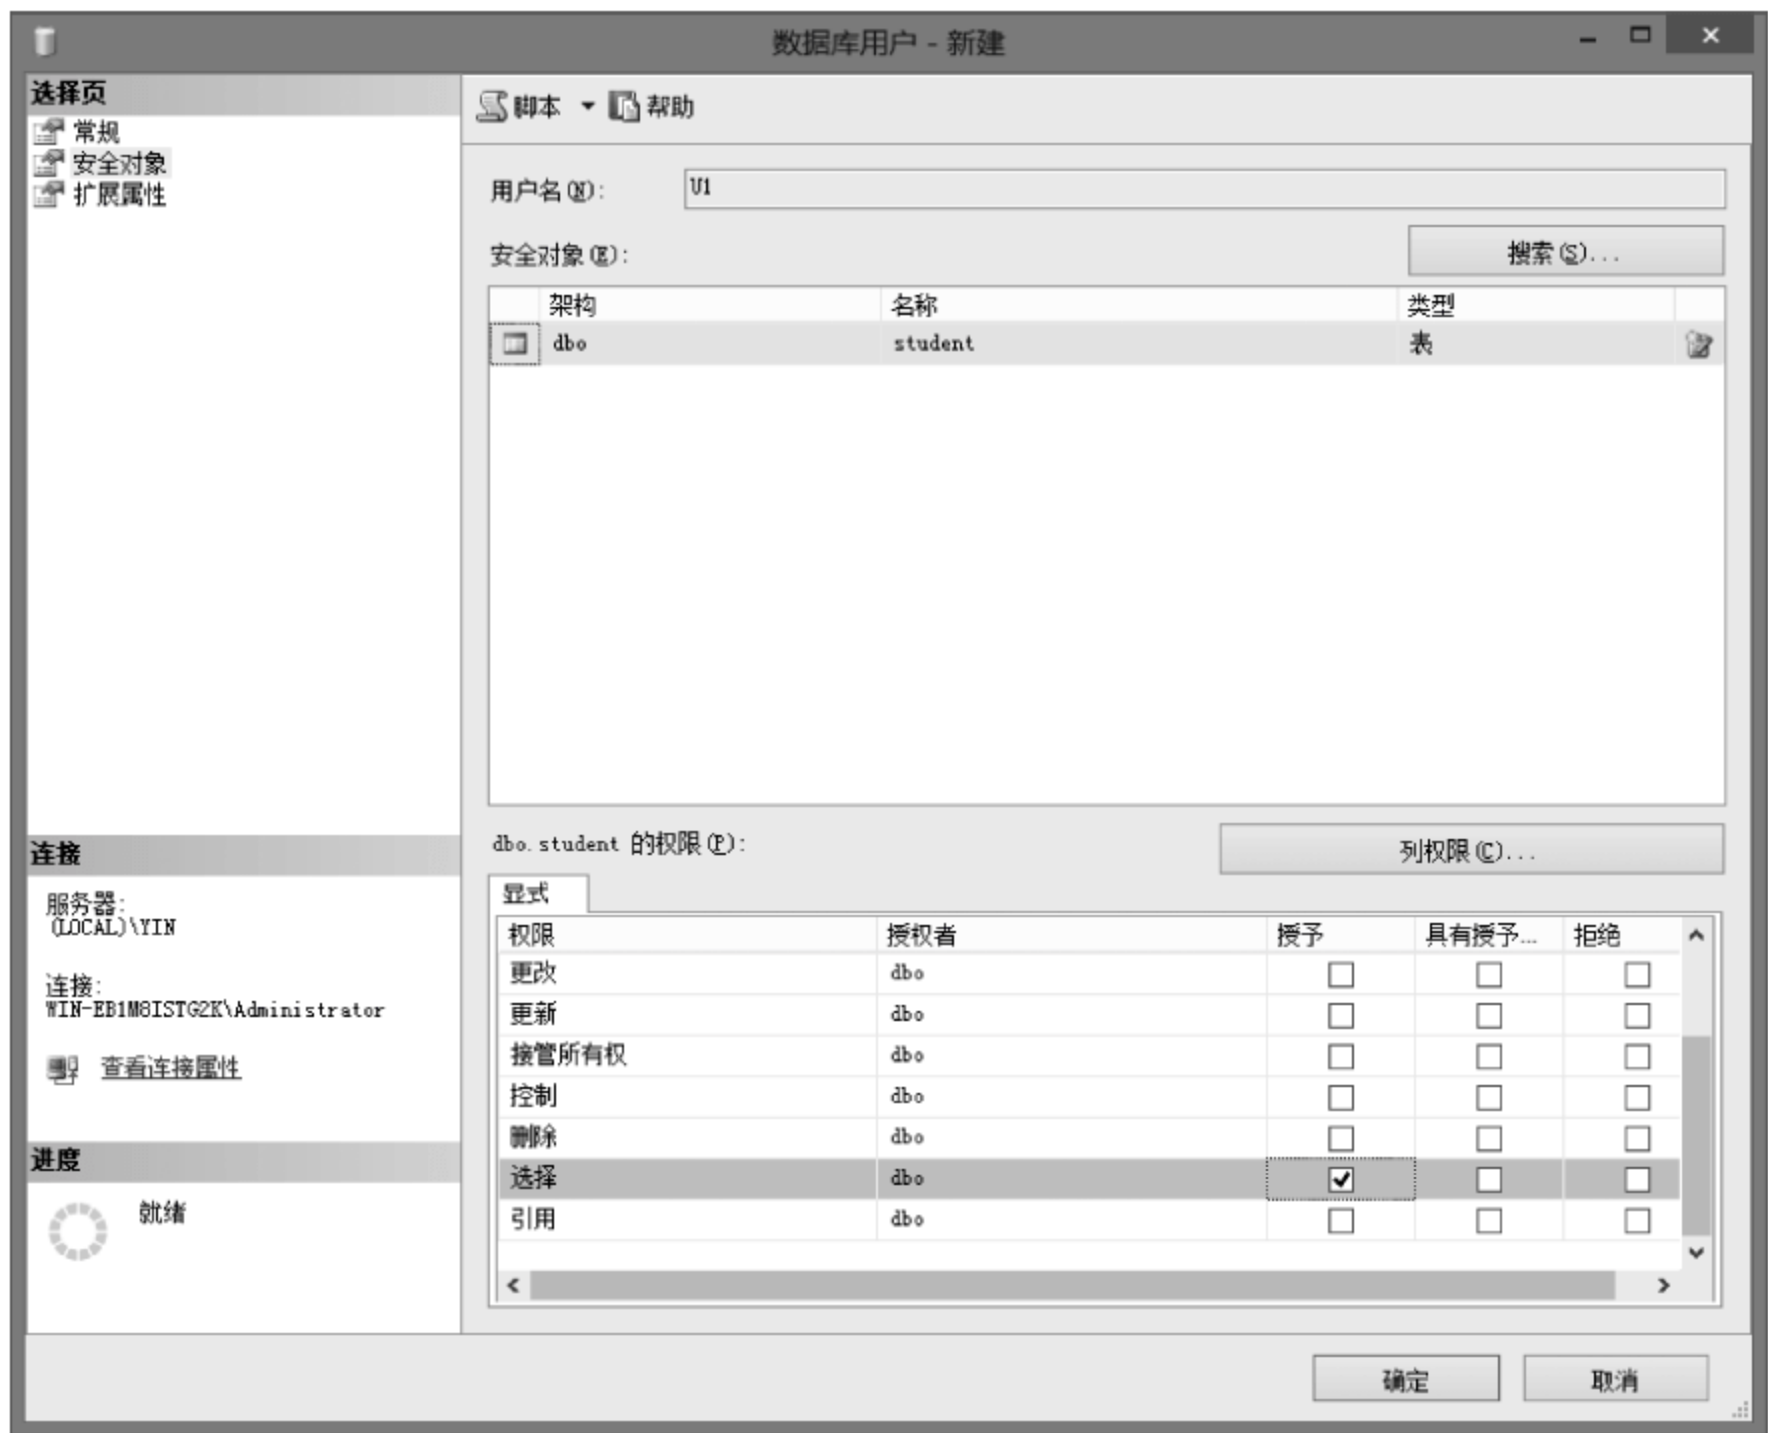 数据库用户 - 新建
选择页
常规
安全对象
扩展属性
脚本 帮助
用户名(N): U1
安全对象(E): 搜索(S)...
架构 名称 类型
dbo student 表
dbo.student 的权限(P): 列权限(C)...
显式
权限 授权者 授予 具有授予... 拒绝
更改 dbo
更新 dbo
接管所有权 dbo
控制 dbo
删除 dbo
选择 dbo
引用 dbo
连接
服务器:
(LOCAL)\YIN
连接:
WIN-EB1M8ISTG2K\Administrator
查看连接属性
进度
就绪
确定 取消